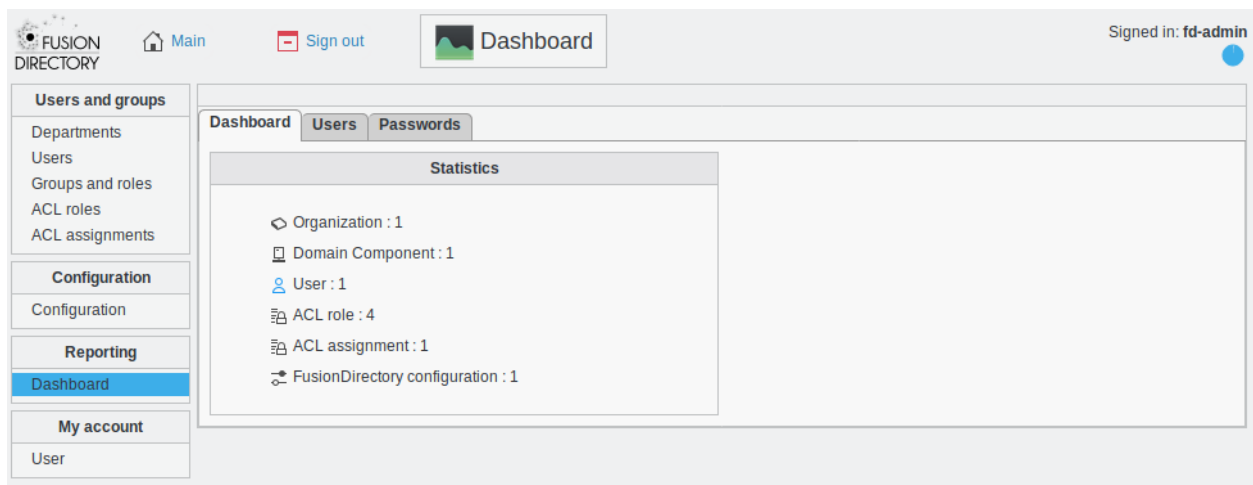 FUSION
DIRECTORY
Main
Sign out
Dashboard
Signed in: fd-admin
Users and groups
Departments
Users
Groups and roles
ACL roles
ACL assignments
Configuration
Configuration
Reporting
Dashboard
My account
User
Dashboard
Users
Passwords
Statistics
Organization : 1
Domain Component : 1
User : 1
ACL role : 4
ACL assignment : 1
FusionDirectory configuration : 1